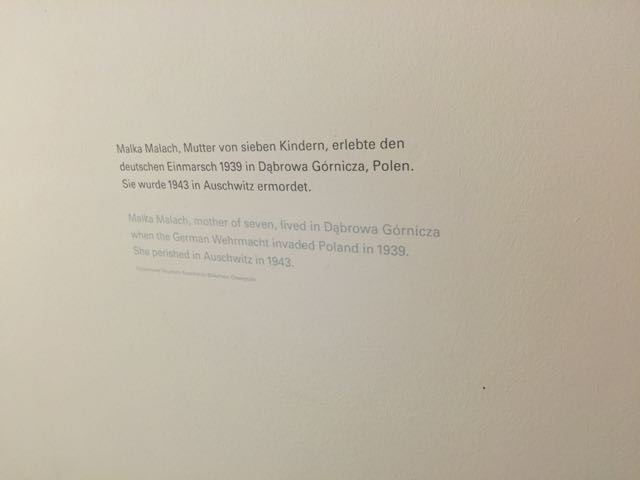 Malka Malach, Mutter von sieben Kindern, erlebte den
deutschen Einmarsch 1939 in Dąbrowa Górnicza, Polen.
Sie wurde 1943 in Auschwitz ermordet.
Malka Malach, mother of seven, lived in Dąbrowa Górnicza
when the German Wehrmacht invaded Poland in 1939.
She perished in Auschwitz in 1943.